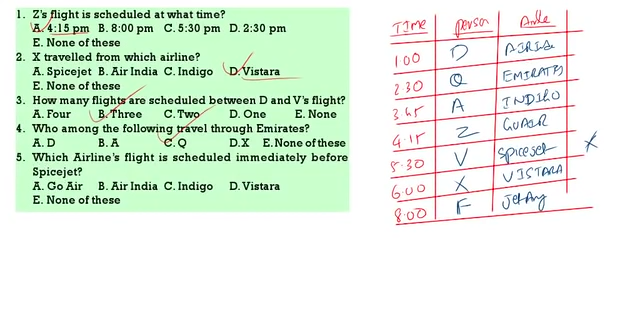 1. Z's flight is scheduled at what time?
A. 4:15 pm B. 8:00 pm C. 5:30 pm D. 2:30 pm
E. None of these
2. X travelled from which airline?
A. Spicejet B. Air India C. Indigo D. Vistara
E. None of these
3. How many flights are scheduled between D and V's flight?
A. Four B. Three C. Two D. One E. None
4. Who among the following travel through Emirates?
A. D B. A C. Q D. X E. None of these
5. Which Airline's flight is scheduled immediately before
Spicejet?
A. Go Air B. Air India C. Indigo D. Vistara
E. None of these
TIME person
1.00 D
2.30 Q EMIRATES
3.45 A
4.15 Z GOAIR
5.30 V Spicejet X
6.00 X VISTARA
8.00 F